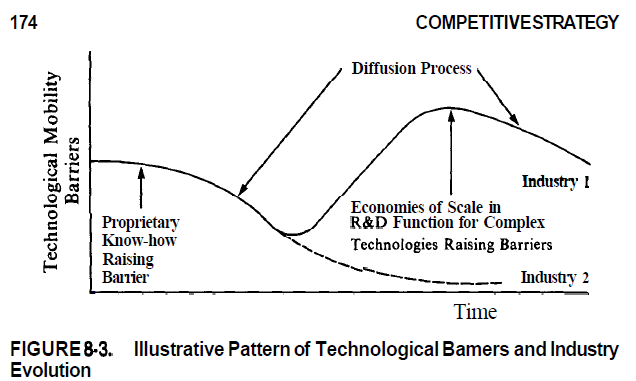 174 COMPETITIVESTRATEGY
Technological Mobility
Barriers
Diffusion Process
Industry 1
Proprietary
Know-how
Raising
Barrier
Economies of Scale in
R&D Function for Complex
Technologies Raising Barriers
Industry 2
Time
FIGURE 8-3. Illustrative Pattern of Technological Bamers and Industry
Evolution